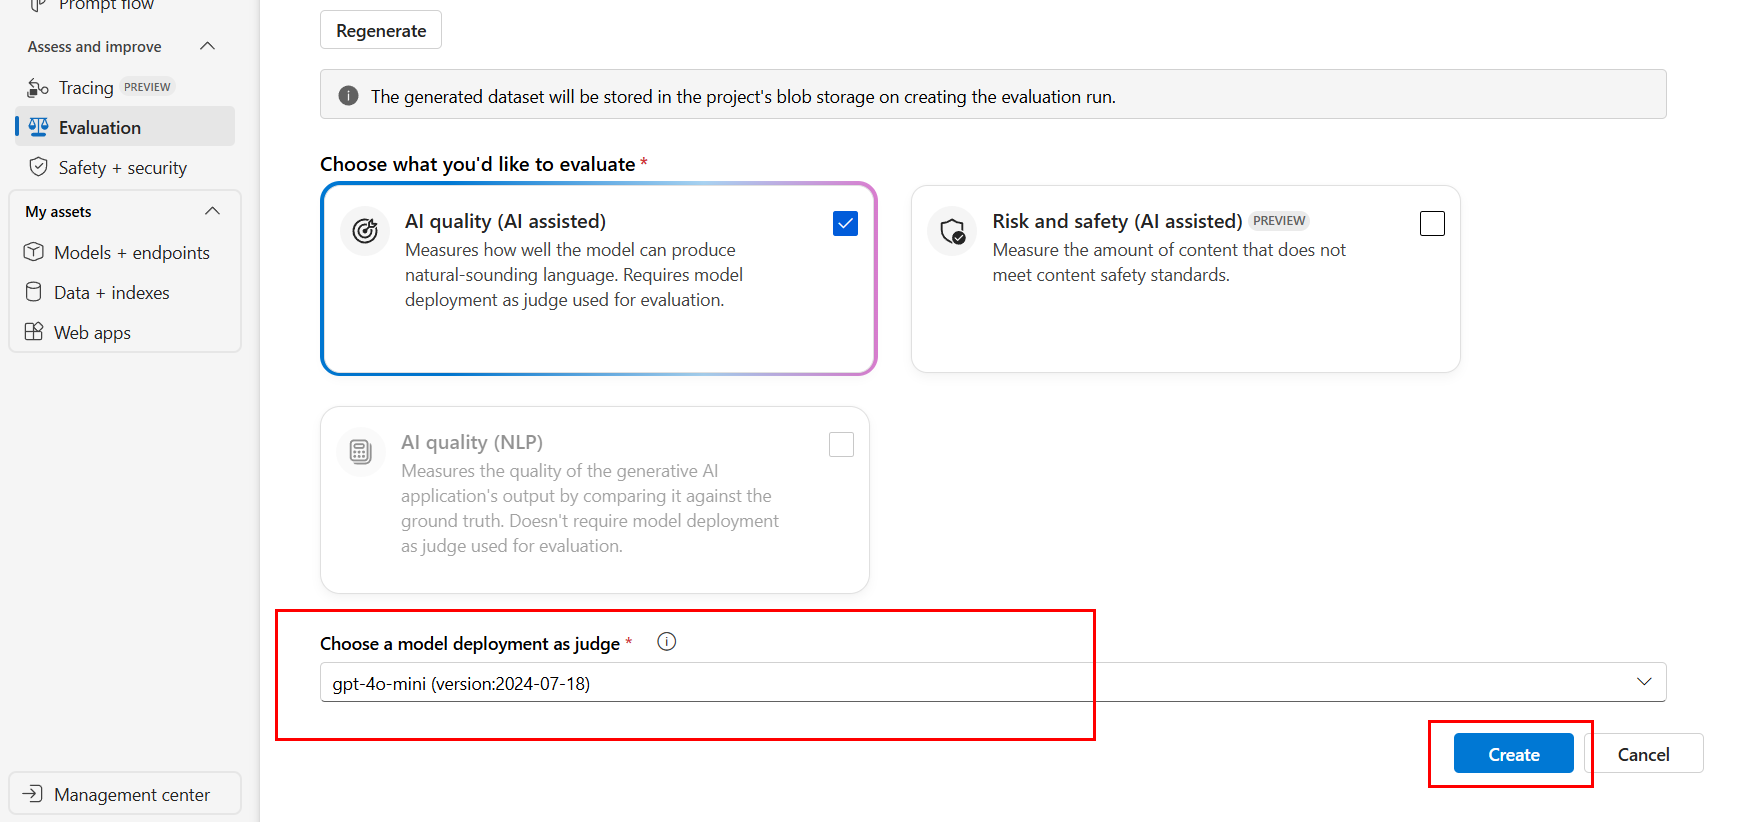 Prompt flow
Assess and improve
Tracing PREVIEW
Evaluation
Safety + security
My assets
Models + endpoints
Data + indexes
Web apps
Management center
Regenerate
The generated dataset will be stored in the project's blob storage on creating the evaluation run.
Choose what you'd like to evaluate *
AI quality (AI assisted)
Measures how well the model can produce
natural-sounding language. Requires model
deployment as judge used for evaluation.
Risk and safety (AI assisted) PREVIEW
Measure the amount of content that does not
meet content safety standards.
AI quality (NLP)
Measures the quality of the generative AI
application's output by comparing it against the
ground truth. Doesn't require model deployment
as judge used for evaluation.
Choose a model deployment as judge *
gpt-4o-mini (version:2024-07-18)
Create
Cancel